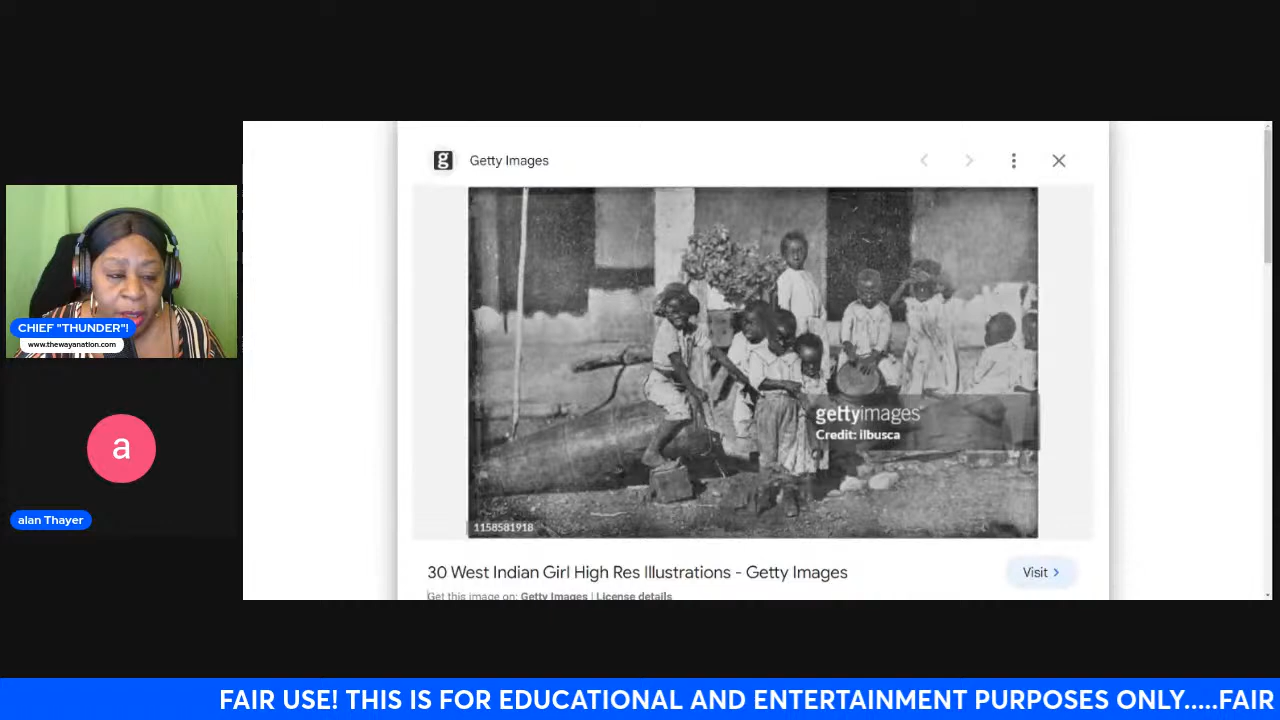 g Getty Images
gettyimages
Credit: ilbusca
1158581918
30 West Indian Girl High Res Illustrations - Getty Images
Visit
Get this image on: Getty Images | License details
CHIEF "THUNDER"!
www.thewayanation.com
a
alan Thayer
FAIR USE! THIS IS FOR EDUCATIONAL AND ENTERTAINMENT PURPOSES ONLY.....FAIR